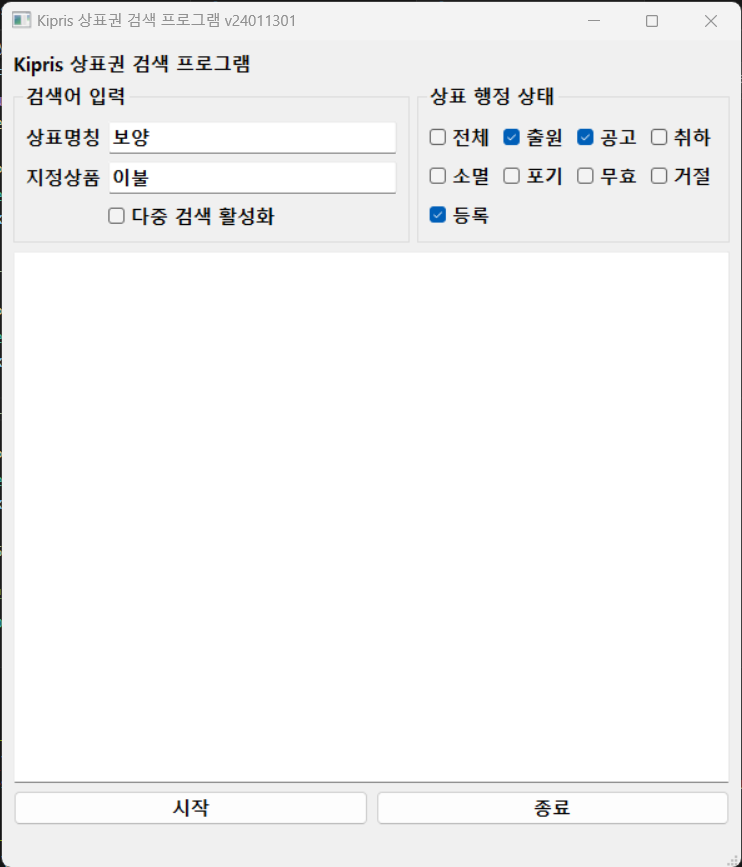 Kipris 상표권 검색 프로그램 v24011301
Kipris 상표권 검색 프로그램
검색어 입력
상표명칭 보양
지정상품 이불
다중 검색 활성화
상표 행정 상태
전체 출원 공고 취하
소멸 포기 무효 거절
등록
시작 종료